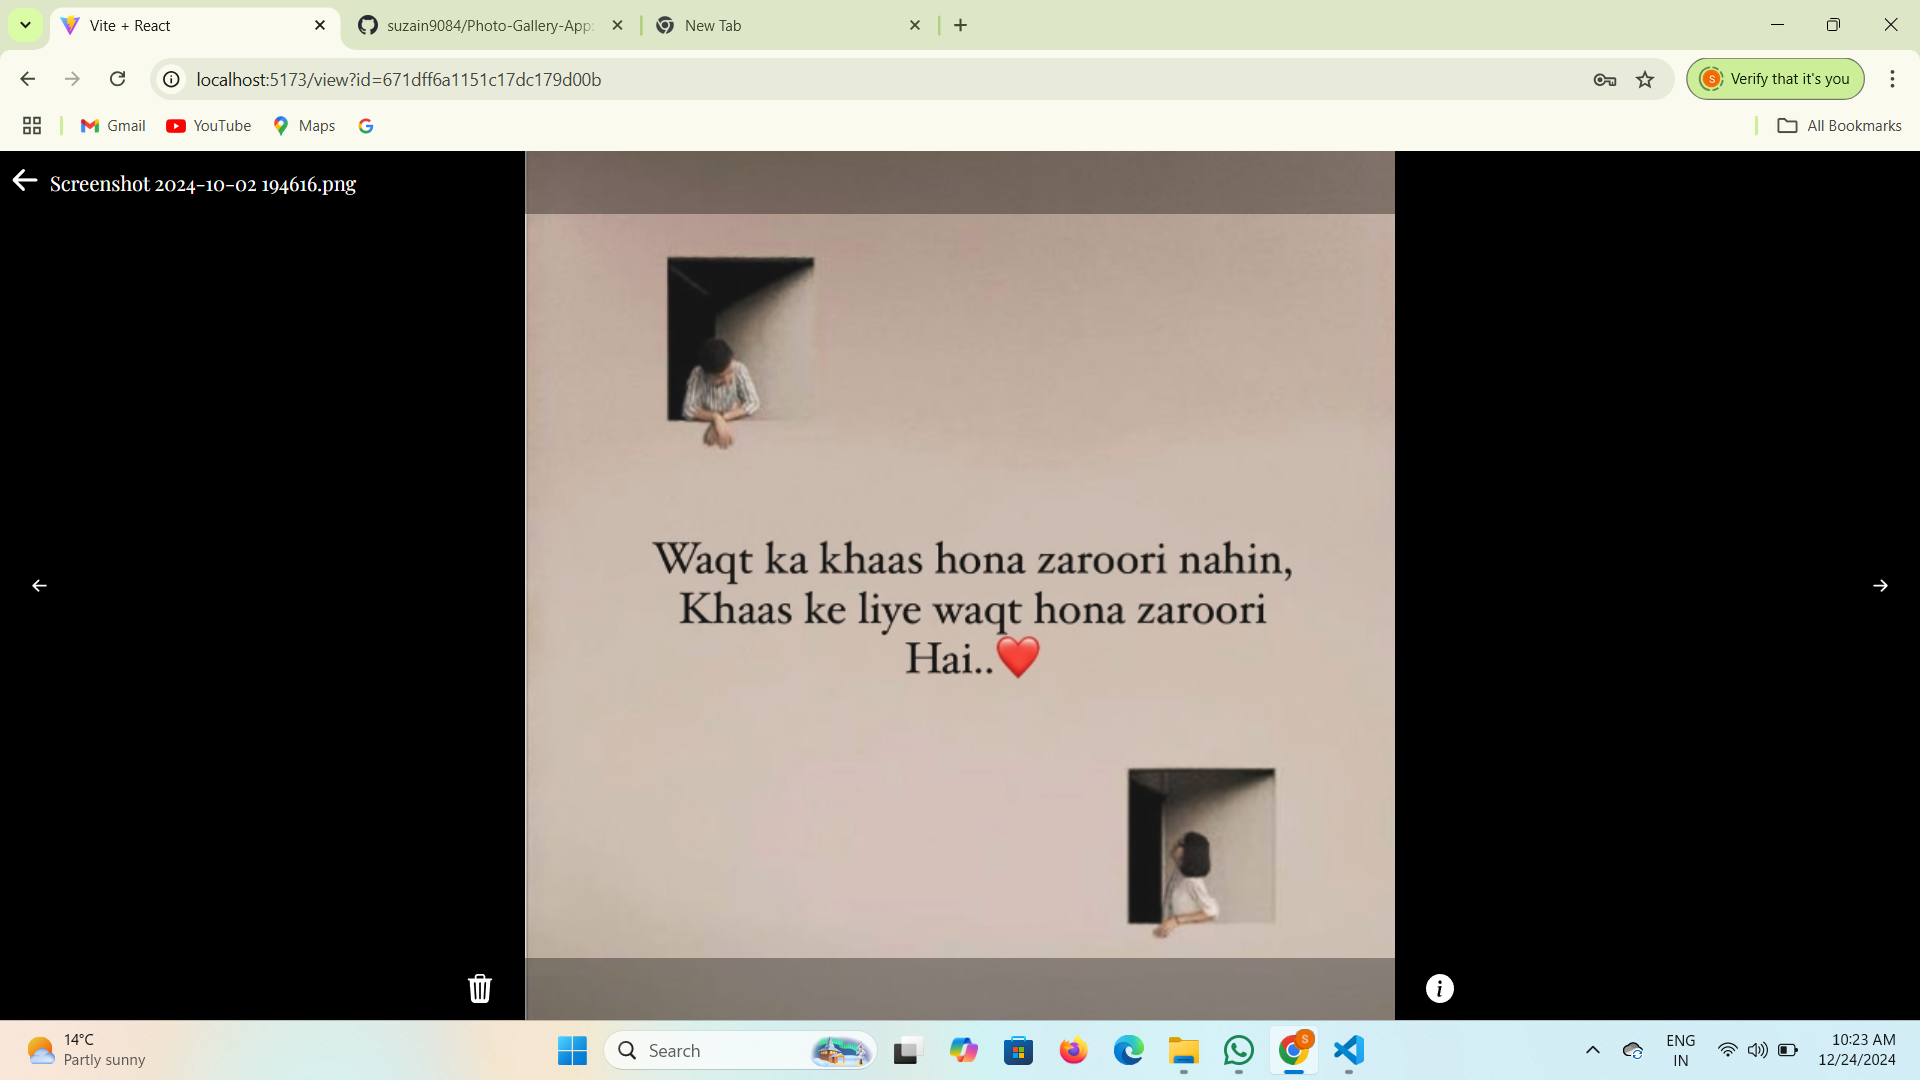 Vite + React
suzain9084/Photo-Gallery-App:
New Tab
localhost:5173/view?id=671dff6a1151c17dc179d00b
Verify that it's you
Gmail
YouTube
Maps
All Bookmarks
Screenshot 2024-10-02 194616.png
Waqt ka khaas hona zaroori nahin,
Khaas ke liye waqt hona zaroori
Hai..❤️
14°C
Partly sunny
Search
ENG
IN
10:23 AM
12/24/2024